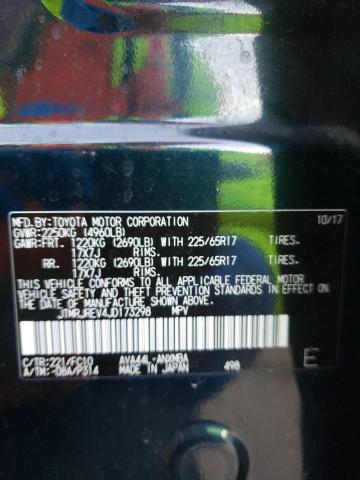 MFD.BY:TOYOTA MOTOR CORPORATION 10/17
GVWR:2250KG (4960LB)
GAWR:FRT. 1220KG (2690LB) WITH 225/65R17 TIRES,
17X7J RIMS.
RR. 1220KG (2690LB) WITH 225/65R17 TIRES,
17X7J RIMS.
THIS VEHICLE CONFORMS TO ALL APPLICABLE FEDERAL MOTOR
VEHICLE SAFETY, BUMPER, AND THEFT PREVENTION STANDARDS
IN EFFECT ON THE DATE OF MANUFACTURE SHOWN ABOVE.
JTMRJREV4JD173298 MPV
C/TR:221/FC10 AVA44L-ANXMBA
A/TM:-08A/P314 MADE IN JAPAN 498
E